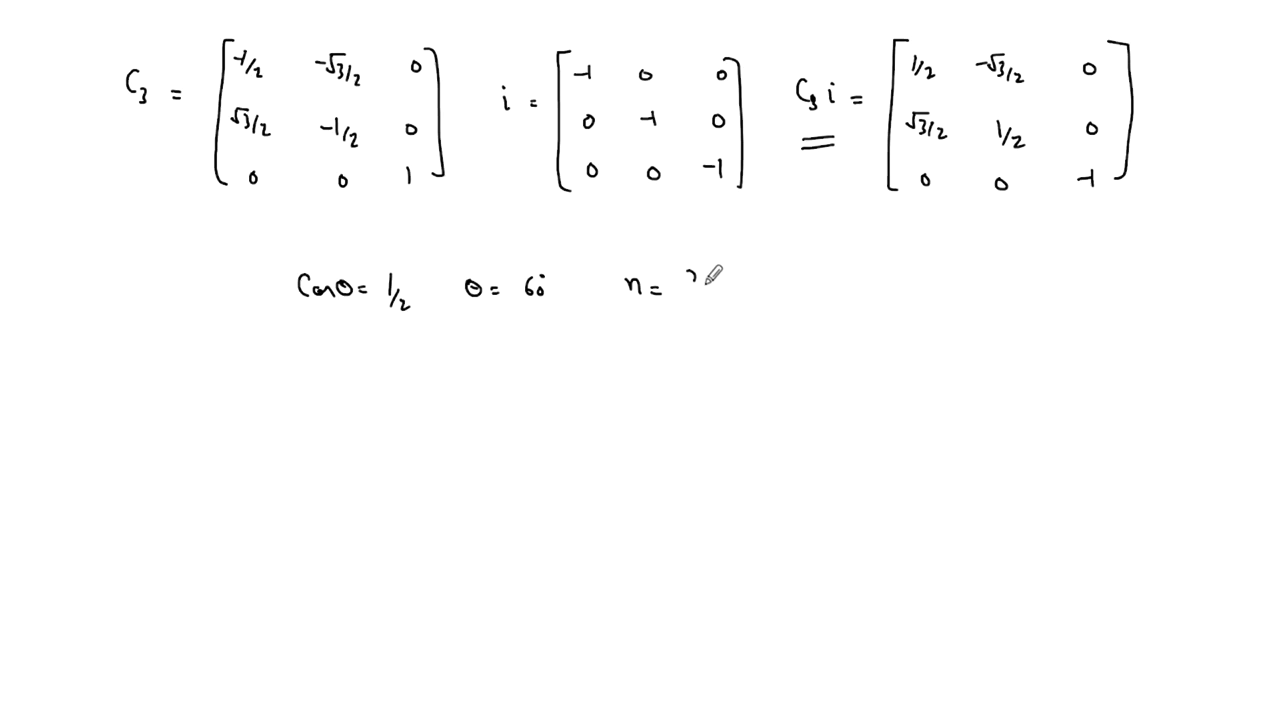 C₃ = [ -1/2 -√3/2 0 ] i = [ -1 0 0 ] C₃ i = [ 1/2 -√3/2 0 ]
[ √3/2 -1/2 0 ] [ 0 -1 0 ] [ √3/2 1/2 0 ]
[ 0 0 1 ] [ 0 0 -1 ] [ 0 0 -1 ]
Cosθ = 1/2 θ = 60° n =